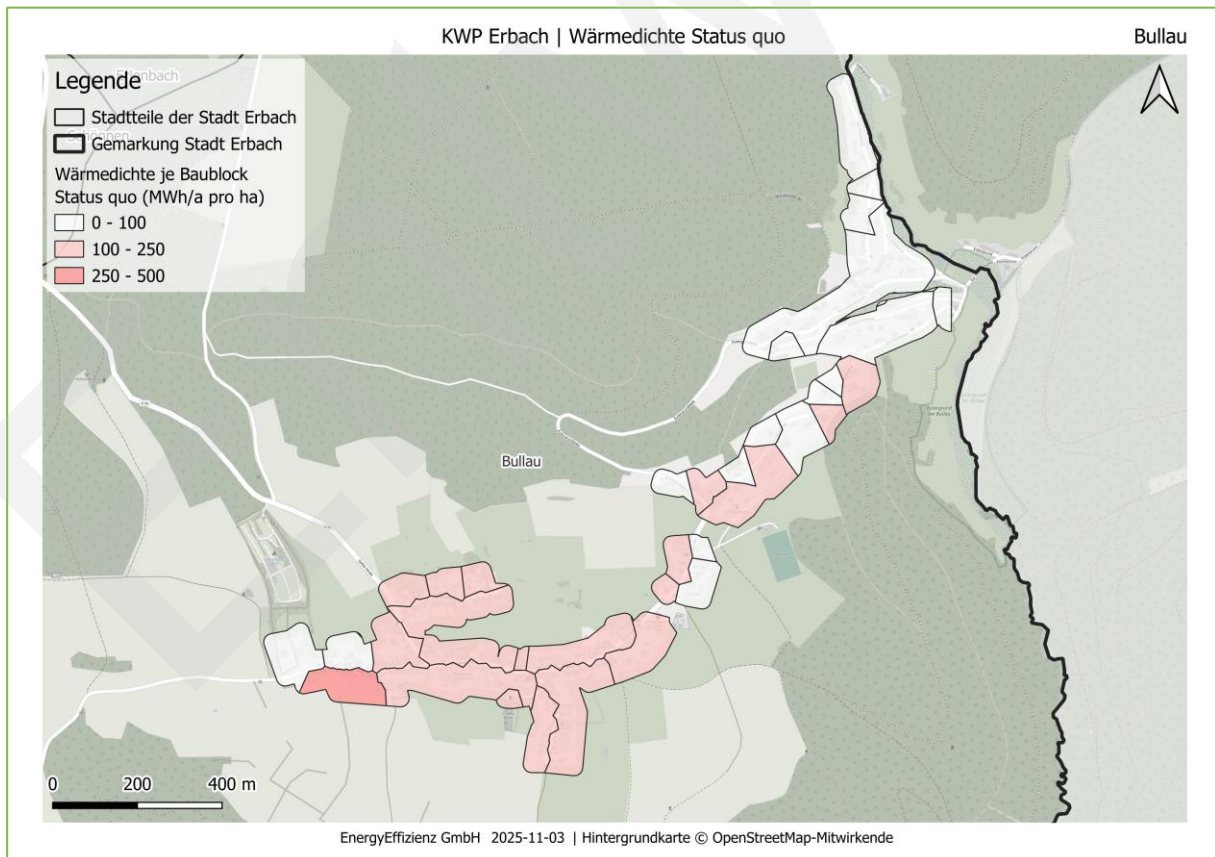 KWP Erbach | Wärmedichte Status quo
Bullau
Legende
Stadtteile der Stadt Erbach
Gemarkung Stadt Erbach
Wärmedichte je Baublock
Status quo (MWh/a pro ha)
0 - 100
100 - 250
250 - 500
Bullau
0 200 400 m
EnergyEffizienz GmbH 2025-11-03 | Hintergrundkarte © OpenStreetMap-Mitwirkende